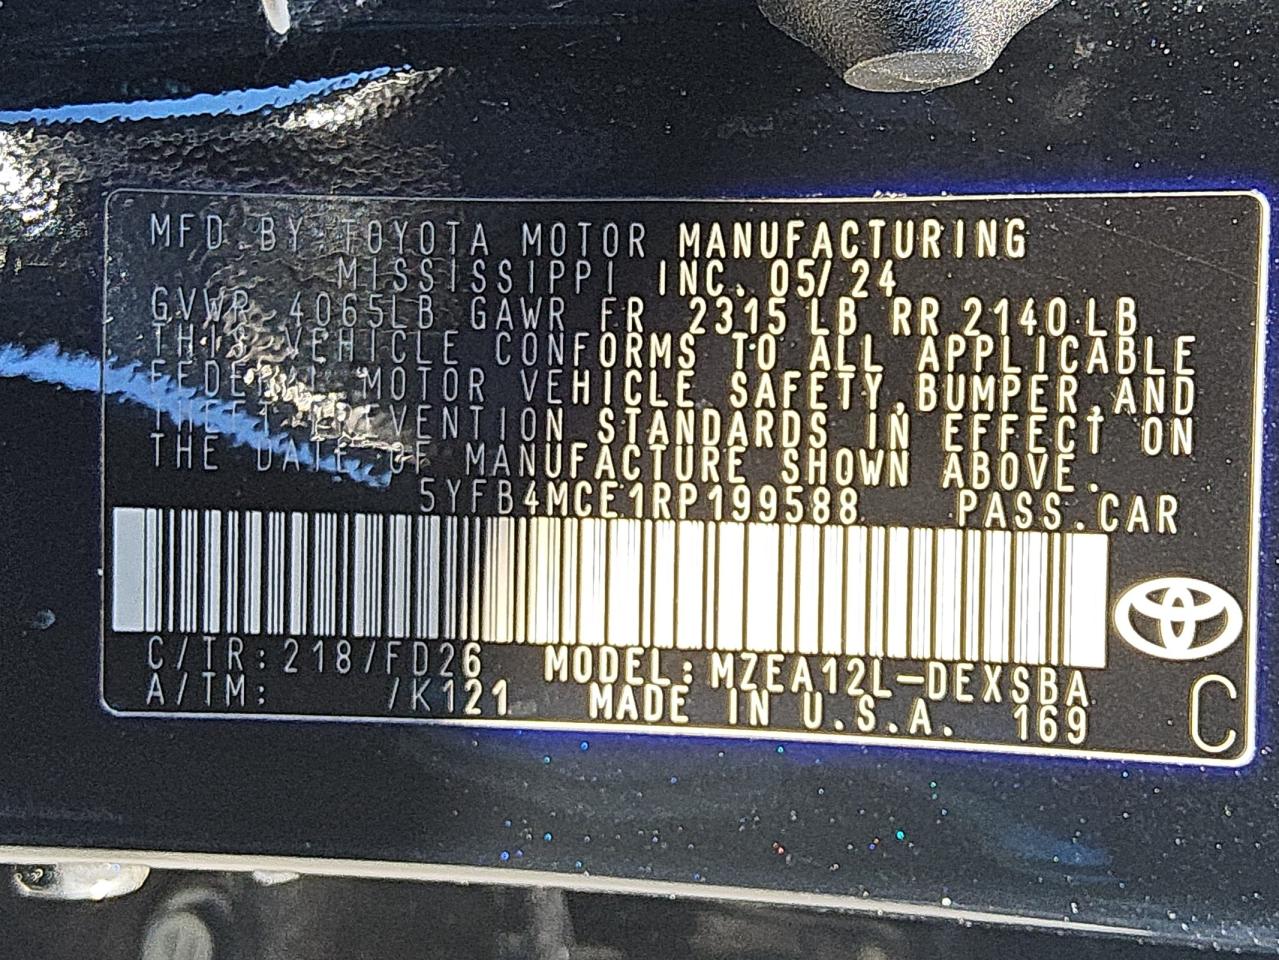 MFD.BY TOYOTA MOTOR MANUFACTURING
MISSISSIPPI INC. 05/24
GVWR 4065LB GAWR FR 2315 LB RR 2140 LB
THIS VEHICLE CONFORMS TO ALL APPLICABLE
FEDERAL MOTOR VEHICLE SAFETY,BUMPER,AND
THEFT PREVENTION STANDARDS IN EFFECT ON
THE DATE OF MANUFACTURE SHOWN ABOVE.
5YFB4MCE1RP199588 PASS.CAR
C/TR:218/FD26 MODEL:MZEA12L-DEXSBA
A/TM: /K121 MADE IN U.S.A. 169
C